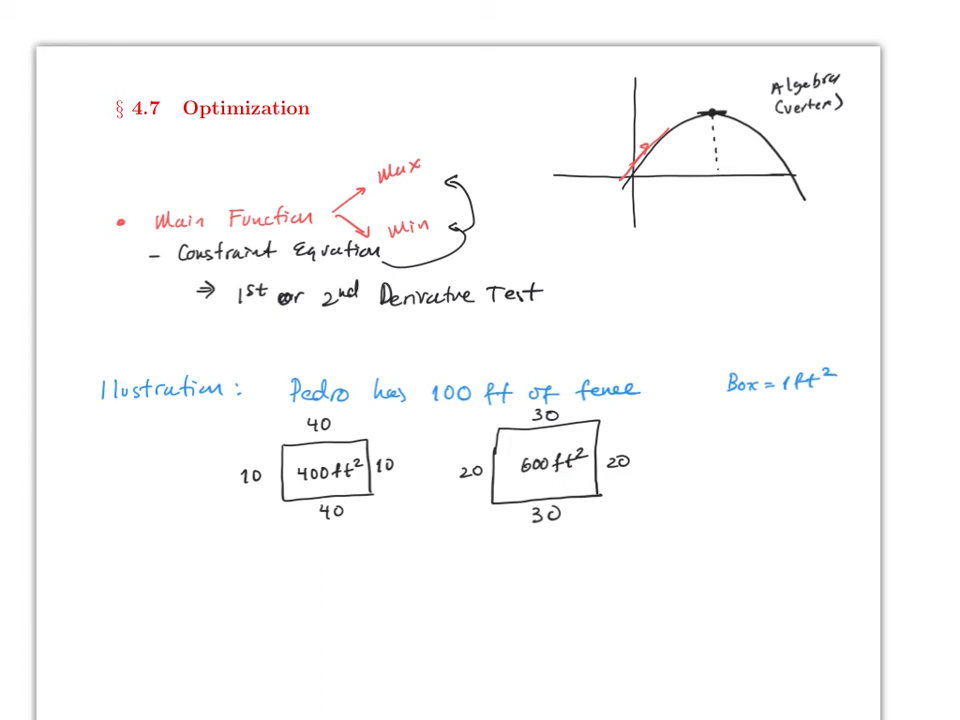 § 4.7 Optimization
Algebra
(vertex)
Max
• Main Function
Min
- Constraint Equation
⇒ 1st or 2nd Derivative Test
Ilustration: Pedro has 100 ft of fence
Box = 1 ft²
40
10 400 ft² 10
40
30
20 600 ft² 20
30